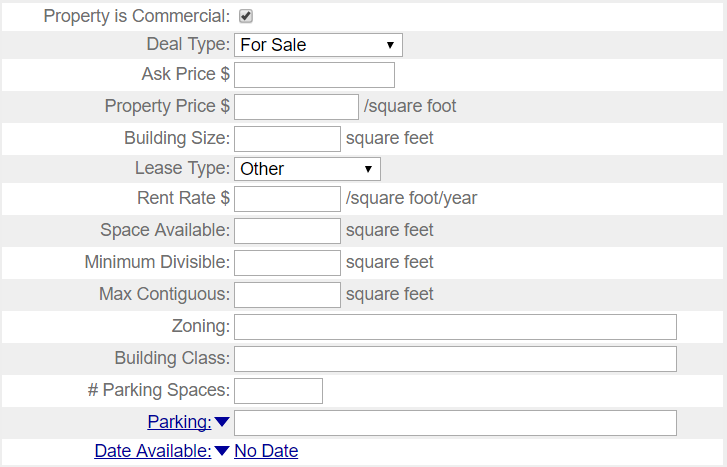 Property is Commercial:
Deal Type: For Sale
Ask Price $
Property Price $ /square foot
Building Size: square feet
Lease Type: Other
Rent Rate $ /square foot/year
Space Available: square feet
Minimum Divisible: square feet
Max Contiguous: square feet
Zoning:
Building Class:
# Parking Spaces:
Parking:
Date Available: No Date